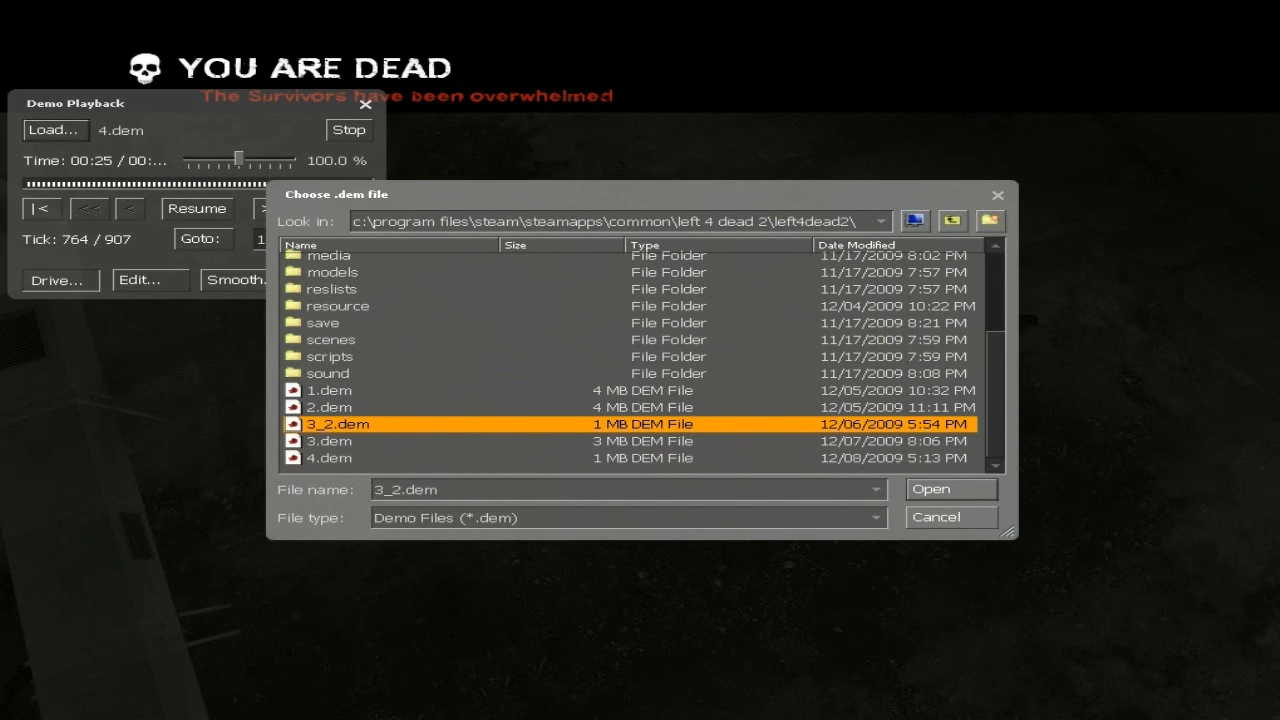 YOU ARE DEAD
The Survivors have been overwhelmed
Demo Playback
Load... 4.dem Stop
Time: 00:25 / 00:... 100.0 %
|< << < Resume >
Tick: 764 / 907 Goto: 1
Drive... Edit... Smooth.
Choose .dem file
Look in: c:\program files\steam\steamapps\common\left 4 dead 2\left4dead2\
Name Size Type Date Modified
media File Folder 11/17/2009 8:02 PM
models File Folder 11/17/2009 7:57 PM
reslists File Folder 11/17/2009 7:57 PM
resource File Folder 12/04/2009 10:22 PM
save File Folder 11/17/2009 8:21 PM
scenes File Folder 11/17/2009 7:59 PM
scripts File Folder 11/17/2009 7:59 PM
sound File Folder 11/17/2009 8:08 PM
1.dem 4 MB DEM File 12/05/2009 10:32 PM
2.dem 4 MB DEM File 12/05/2009 11:11 PM
3_2.dem 1 MB DEM File 12/06/2009 5:54 PM
3.dem 3 MB DEM File 12/07/2009 8:06 PM
4.dem 1 MB DEM File 12/08/2009 5:13 PM
File name: 3_2.dem Open
File type: Demo Files (*.dem) Cancel